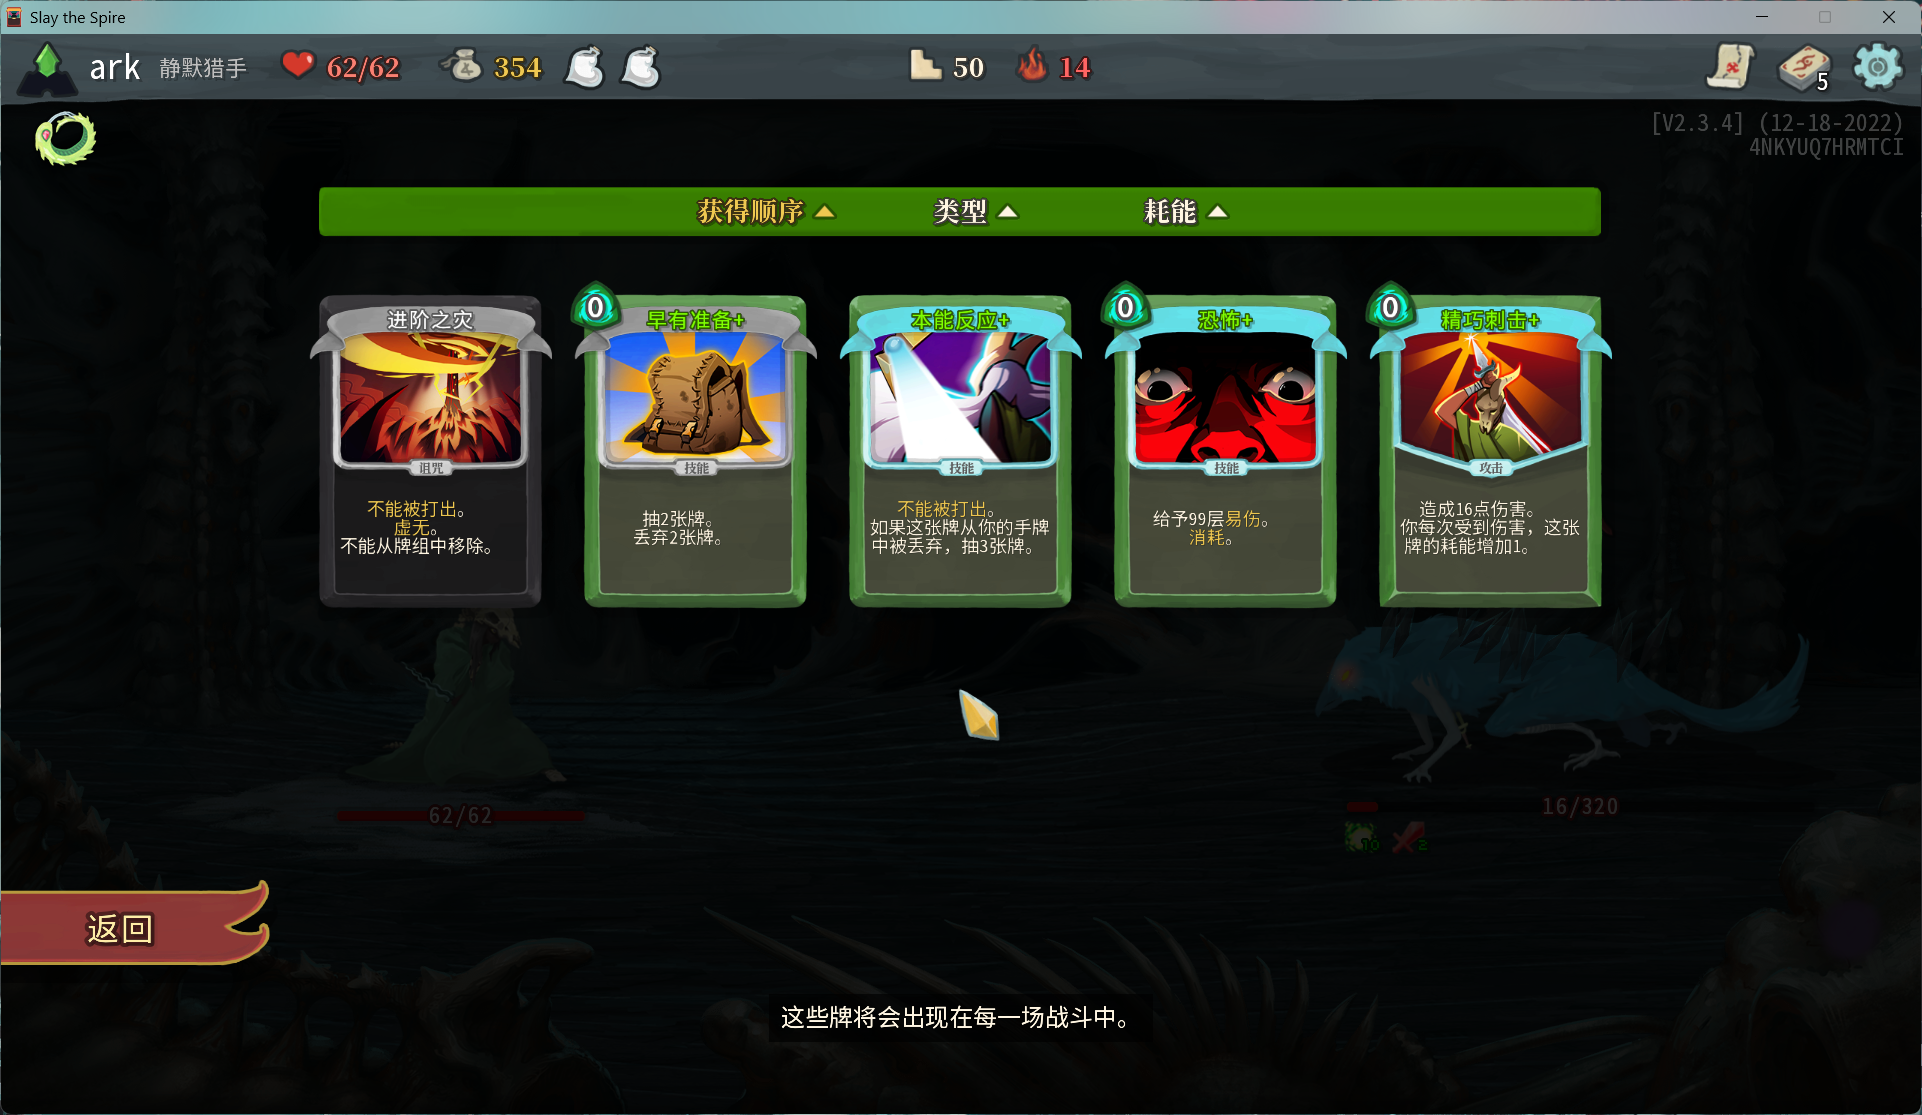 Slay the Spire
ark 静默猎手 62/62 354 50 14 5
[V2.3.4] (12-18-2022)
4NKYUQ7HRMTCI
获得顺序 类型 耗能
进阶之灾
诅咒
不能被打出。
虚无。
不能从牌组中移除。
0
早有准备+
技能
抽2张牌。
丢弃2张牌。
本能反应+
技能
不能被打出。
如果这张牌从你的手牌
中被丢弃，抽3张牌。
0
恐怖+
技能
给予99层易伤。
消耗。
0
精巧刺击+
攻击
造成16点伤害。
你每次受到伤害，这张
牌的耗能增加1。
62/62
16/320
10 2
返回
这些牌将会出现在每一场战斗中。